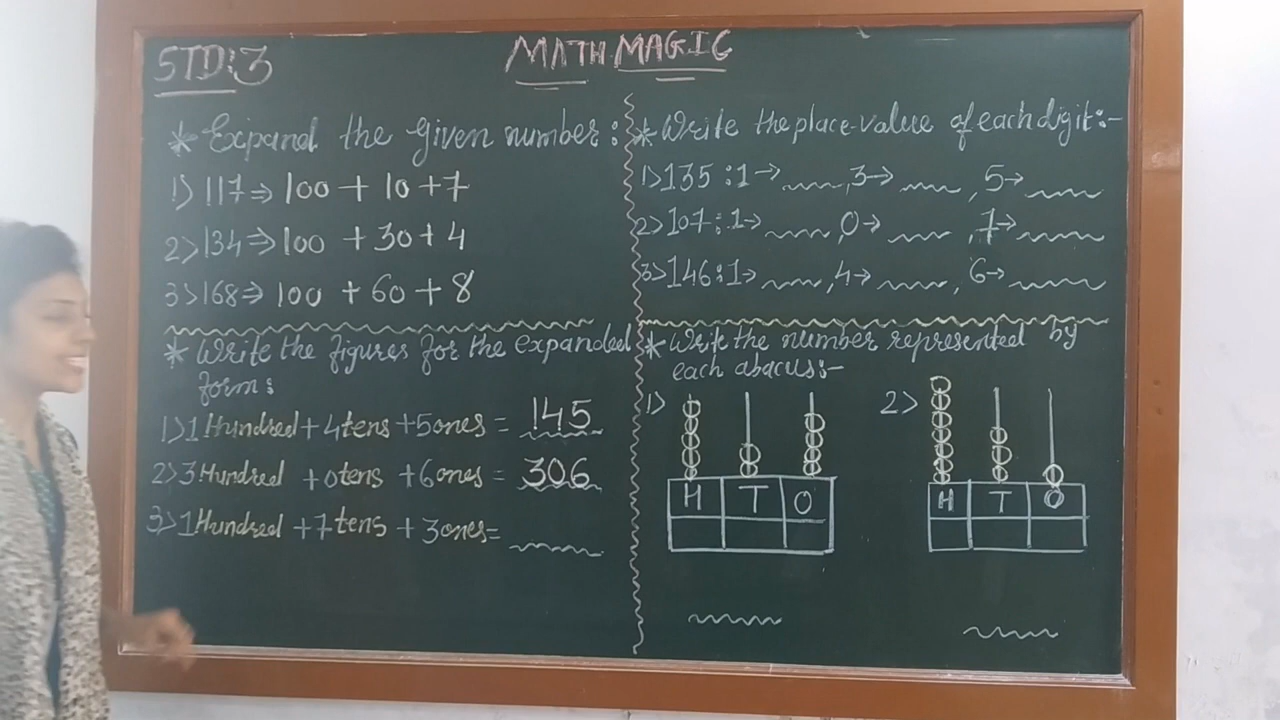 STD:3
MATH MAGIC
* Expand the given number:
1) 117 ⇒ 100 + 10 + 7
2> 134 ⇒ 100 + 30 + 4
3> 168 ⇒ 100 + 60 + 8
* Write the figures for the expanded
form:
1) 1 Hundred + 4 tens + 5 ones = 145
2> 3 Hundred + 0 tens + 6 ones = 306
3> 1 Hundred + 7 tens + 3 ones =
* Write the place-value of each digit:-
1> 135 : 1→ , 3→ , 5→
2> 107 : 1→ , 0→ , 7→
3> 146 : 1→ , 4→ , 6→
* Write the number represented by
each abacus:-
1) 2>
H T O H T O